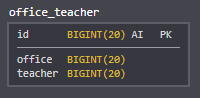 office_teacher
id BIGINT(20) AI PK
office BIGINT(20)
teacher BIGINT(20)